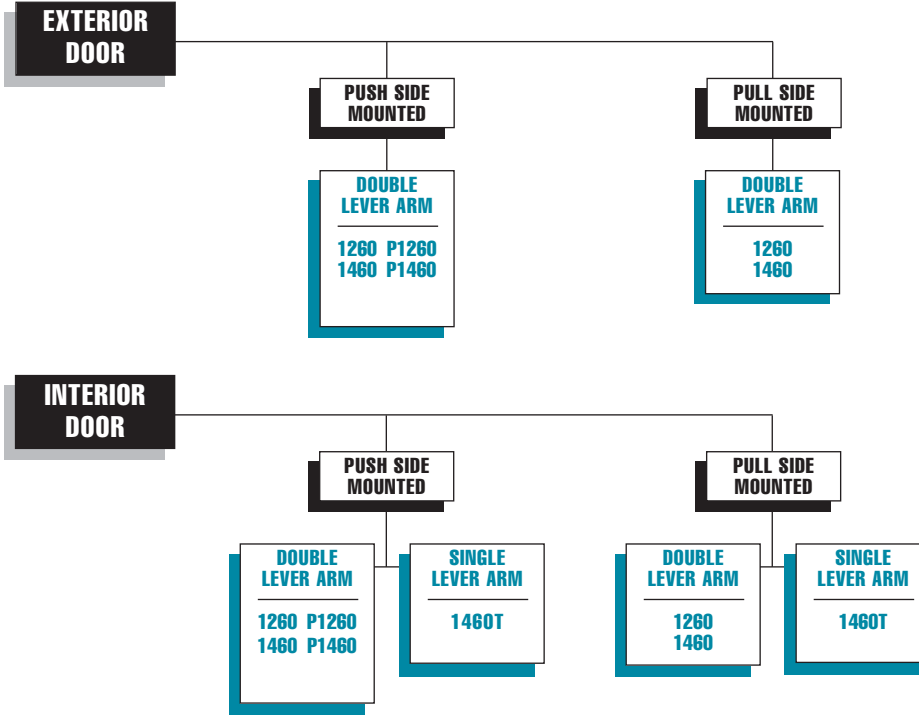 EXTERIOR
DOOR
PUSH SIDE
MOUNTED
DOUBLE
LEVER ARM
1260 P1260
1460 P1460
PULL SIDE
MOUNTED
DOUBLE
LEVER ARM
1260
1460
INTERIOR
DOOR
PUSH SIDE
MOUNTED
DOUBLE
LEVER ARM
1260 P1260
1460 P1460
SINGLE
LEVER ARM
1460T
PULL SIDE
MOUNTED
DOUBLE
LEVER ARM
1260
1460
SINGLE
LEVER ARM
1460T